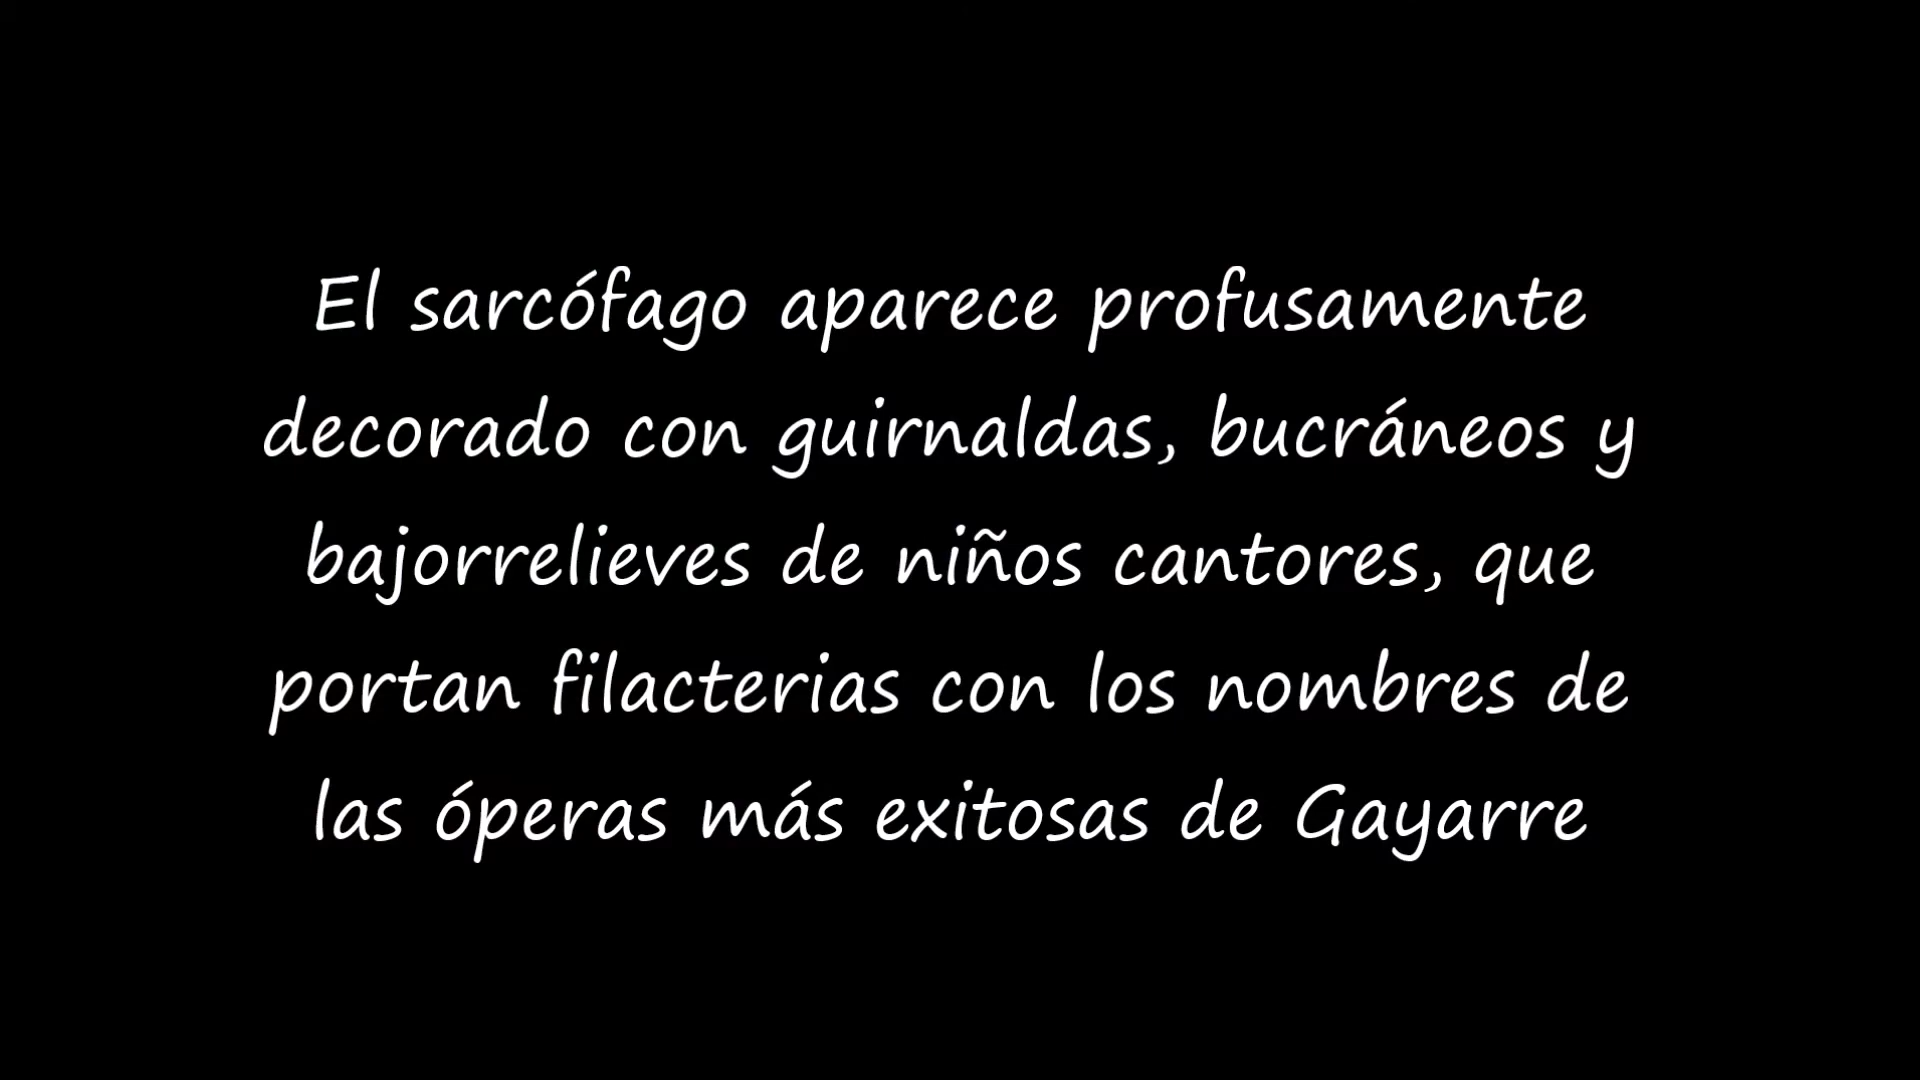 El sarcófago aparece profusamente
decorado con guirnaldas, bucráneos y
bajorrelieves de niños cantores, que
portan filacterias con los nombres de
las óperas más exitosas de Gayarre